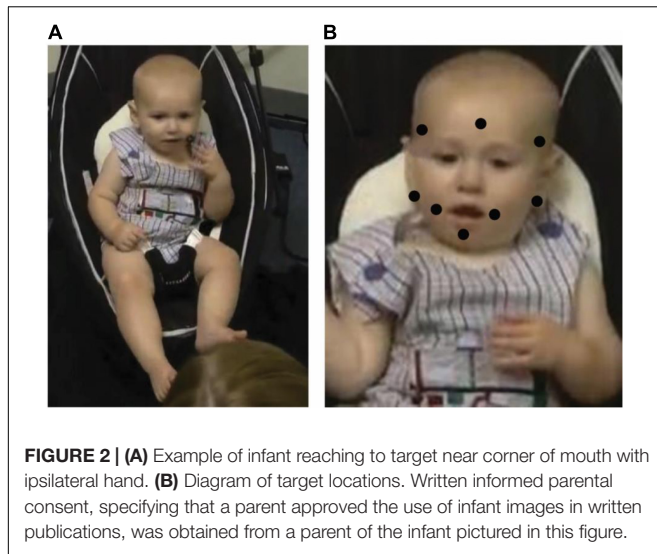 A B
FIGURE 2 | (A) Example of infant reaching to target near corner of mouth with
ipsilateral hand. (B) Diagram of target locations. Written informed parental
consent, specifying that a parent approved the use of infant images in written
publications, was obtained from a parent of the infant pictured in this figure.